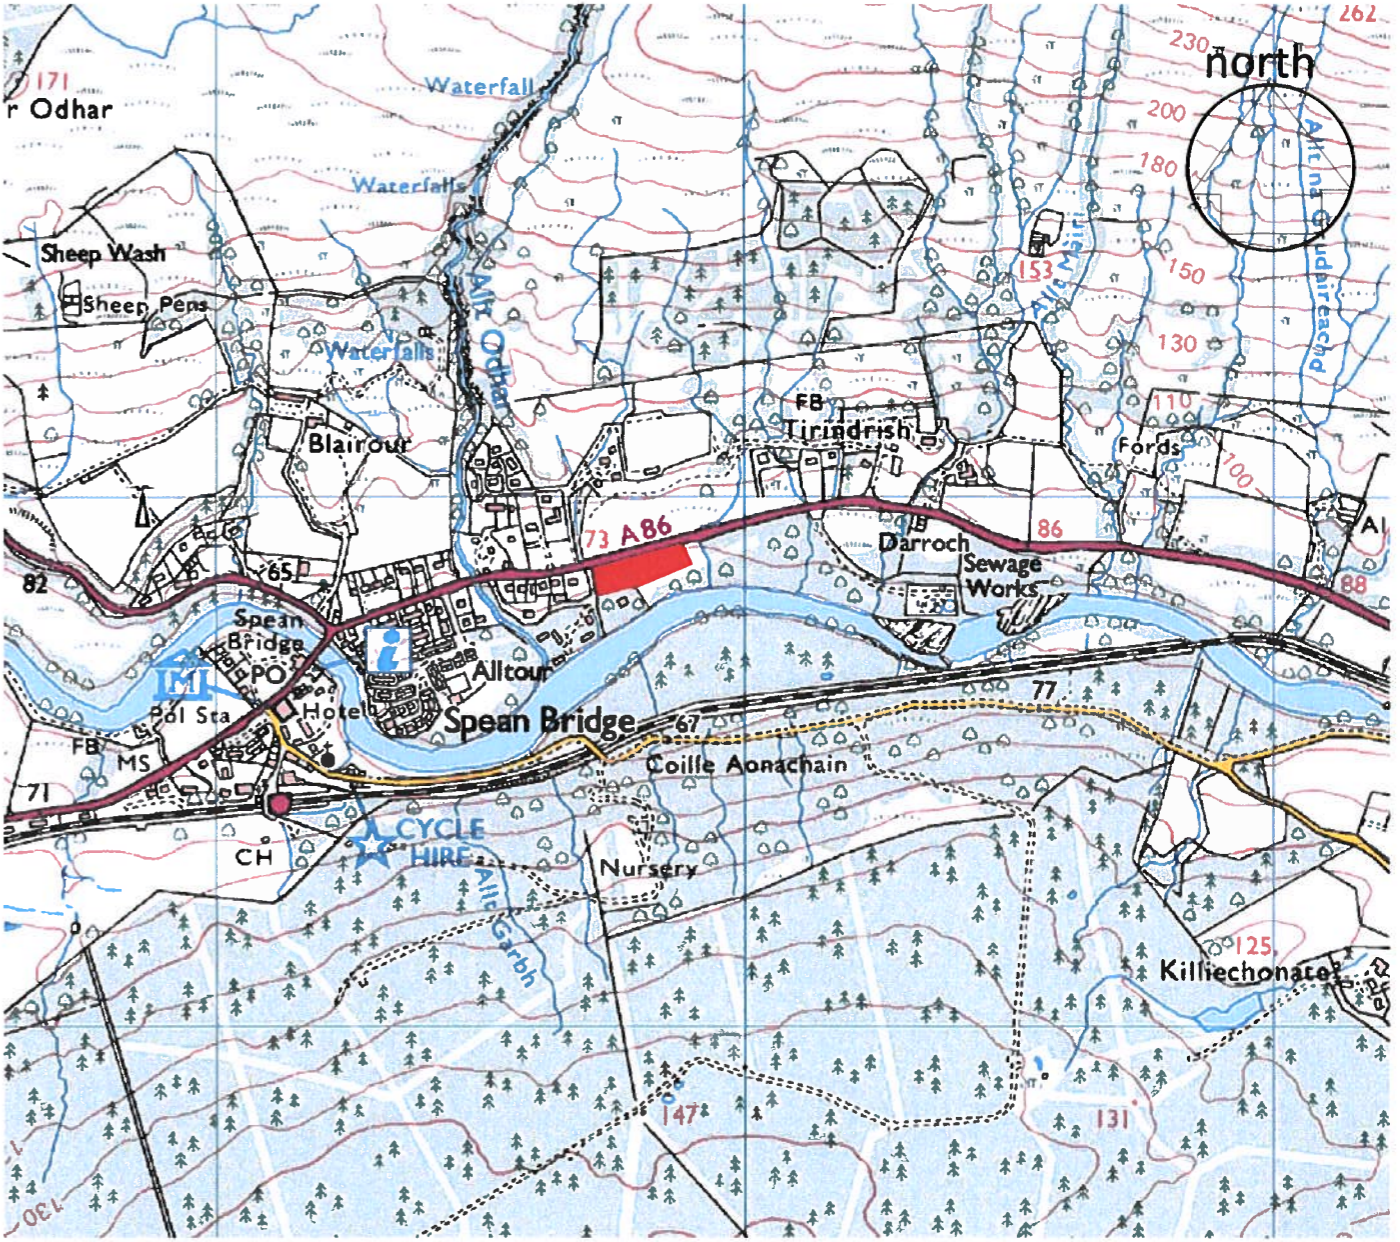 262
230
north
171
r Odhar
Waterfall
200
Allt na Gudaireachd
180
Waterfalls
Allt Mairi
Sheep Wash
153
150
Sheep Pens
Allt Odhar
Waterfalls
130
FB
110
Blairour
Tirindrish
Fords
100
73 A86
86
Al
Darroch
65
Sewage
Works
82
88
Spean
Bridge
i
Alltour
PO
M
77
Pol Sta
Hotel
Spean Bridge
67
FB
MS
Coille Aonachain
71
CYCLE
HIRE
CH
Nursery
Allt Garbh
125
Killiechonate
147
131
130